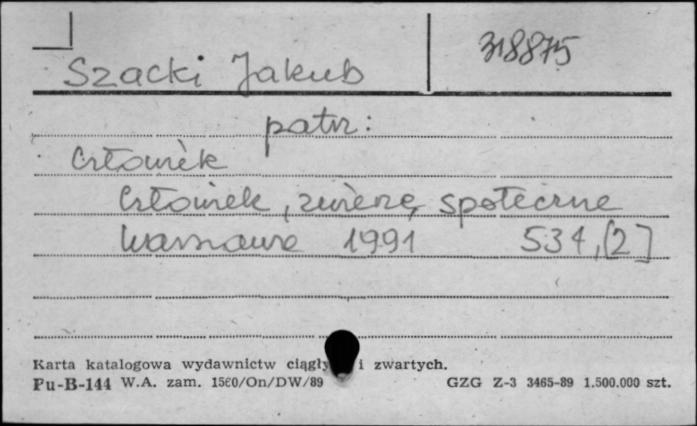 318875
Szacki Jakub
patrz:
Człowiek
Człowiek, zwierzę społeczne
Warszawa 1991 534, [2]
Karta katalogowa wydawnictw ciągły i zwartych.
Pu-B-144 W.A. zam. 1560/On/DW/89 GZG Z-3 3465-89 1.500.000 szt.